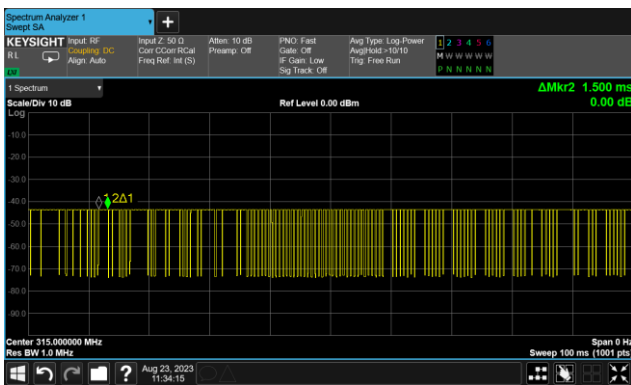 Spectrum Analyzer 1
Swept SA
+
KEYSIGHT Input: RF Input Z: 50 Ω Atten: 10 dB PNO: Fast Avg Type: Log-Power 1 2 3 4 5 6
RL Coupling: DC Corr CCorr RCal Preamp: Off Gate: Off Avg|Hold:>10/10 M W W W W W
Align: Auto Freq Ref: Int (S) IF Gain: Low Trig: Free Run
Sig Track: Off P N N N N N
1 Spectrum ΔMkr2 1.500 ms
Scale/Div 10 dB Ref Level 0.00 dBm 0.00 dB
Log
-10.0
-20.0
-30.0
-40.0
2Δ1
-50.0
-60.0
-70.0
-80.0
-90.0
Center 315.000000 MHz Span 0 Hz
Res BW 1.0 MHz Sweep 100 ms (1001 pts)
? Aug 23, 2023
11:34:15